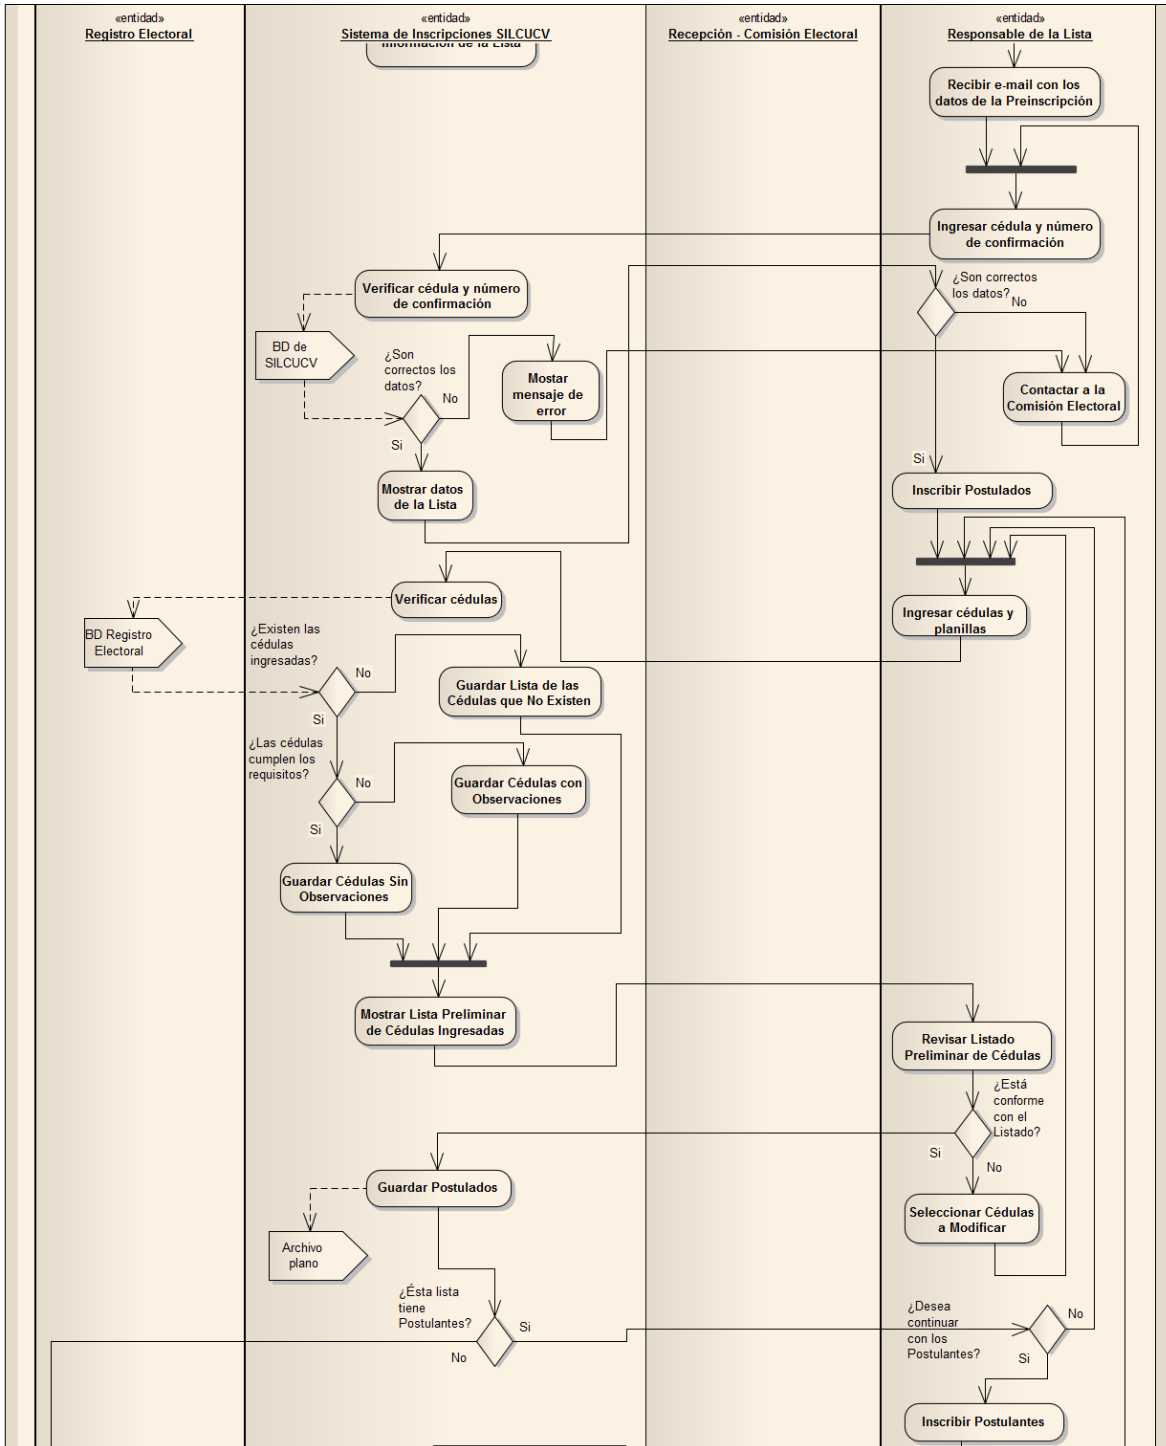 «entidad»
Registro Electoral
«entidad»
Sistema de Inscripciones SILCUCV
«entidad»
Recepción - Comisión Electoral
«entidad»
Responsable de la Lista
Información de la Lista
Recibir e-mail con los
datos de la Preinscripción
Ingresar cédula y número
de confirmación
Verificar cédula y número
de confirmación
¿Son correctos
los datos?
No
BD de
SILCUCV
¿Son
correctos los
datos?
No
Si
Mostar
mensaje de
error
Contactar a la
Comisión Electoral
Si
Mostrar datos
de la Lista
Inscribir Postulados
Verificar cédulas
Ingresar cédulas y
planillas
BD Registro
Electoral
¿Existen las
cédulas
ingresadas?
No
Si
Guardar Lista de las
Cédulas que No Existen
¿Las cédulas
cumplen los
requisitos?
No
Si
Guardar Cédulas con
Observaciones
Guardar Cédulas Sin
Observaciones
Mostrar Lista Preliminar
de Cédulas Ingresadas
Revisar Listado
Preliminar de Cédulas
¿Está
conforme
con el
Listado?
Si
No
Guardar Postulados
Seleccionar Cédulas
a Modificar
Archivo
plano
¿Ésta lista
tiene
Postulantes?
Si
No
¿Desea
continuar
con los
Postulantes?
No
Si
Inscribir Postulantes